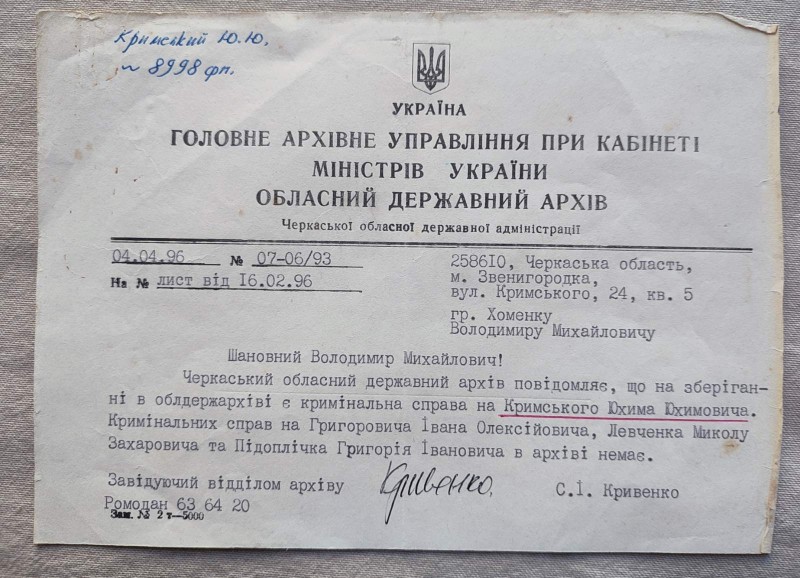 Кримський Ю.Ю.
~ 8998 фп.
УКРАЇНА
ГОЛОВНЕ АРХІВНЕ УПРАВЛІННЯ ПРИ КАБІНЕТІ
МІНІСТРІВ УКРАЇНИ
ОБЛАСНИЙ ДЕРЖАВНИЙ АРХІВ
Черкаської обласної державної адміністрації
04.04.96 № 07-06/93
На № лист від I6.02.96
2586I0, Черкаська область,
м. Звенигородка,
вул. Кримського, 24, кв. 5
гр. Хоменку
Володимиру Михайловичу
Шановний Володимир Михайлович!
Черкаський обласний державний архів повідомляє, що на зберіган-
ні в облдержархіві є кримінальна справа на Кримського Юхима Юхимовича.
Кримінальних справ на Григоровича Івана Олексійовича, Левченка Миколу
Захаровича та Підоплічка Григорія Івановича в архіві немає.
Завідуючий відділом архіву Кривенко С.І. Кривенко
Ромодан 63 64 20
Зам. № 2 т—5000